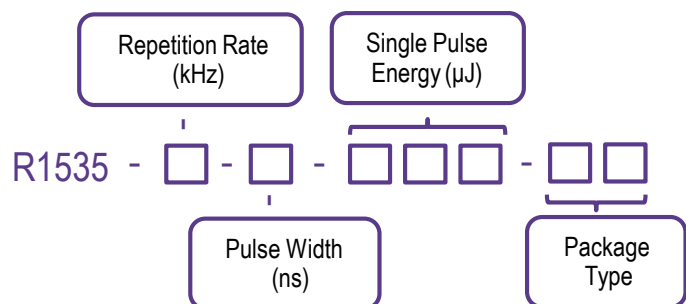 Repetition Rate
(kHz)
Single Pulse
Energy (µJ)
R1535 - □ - □ - □□□ - □□
Pulse Width
(ns)
Package
Type